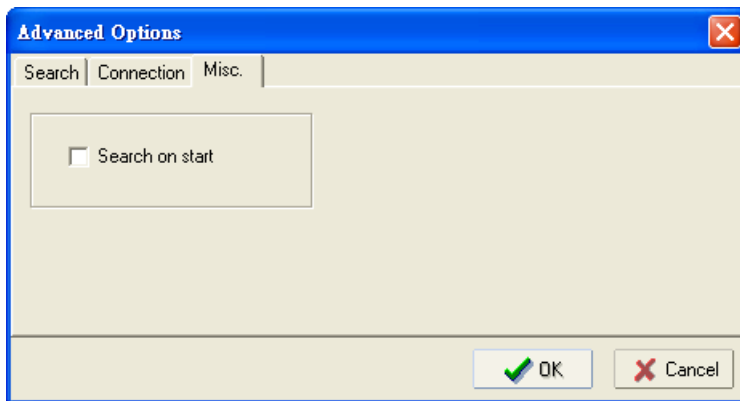 Advanced Options
Search Connection Misc.
Search on start
OK Cancel